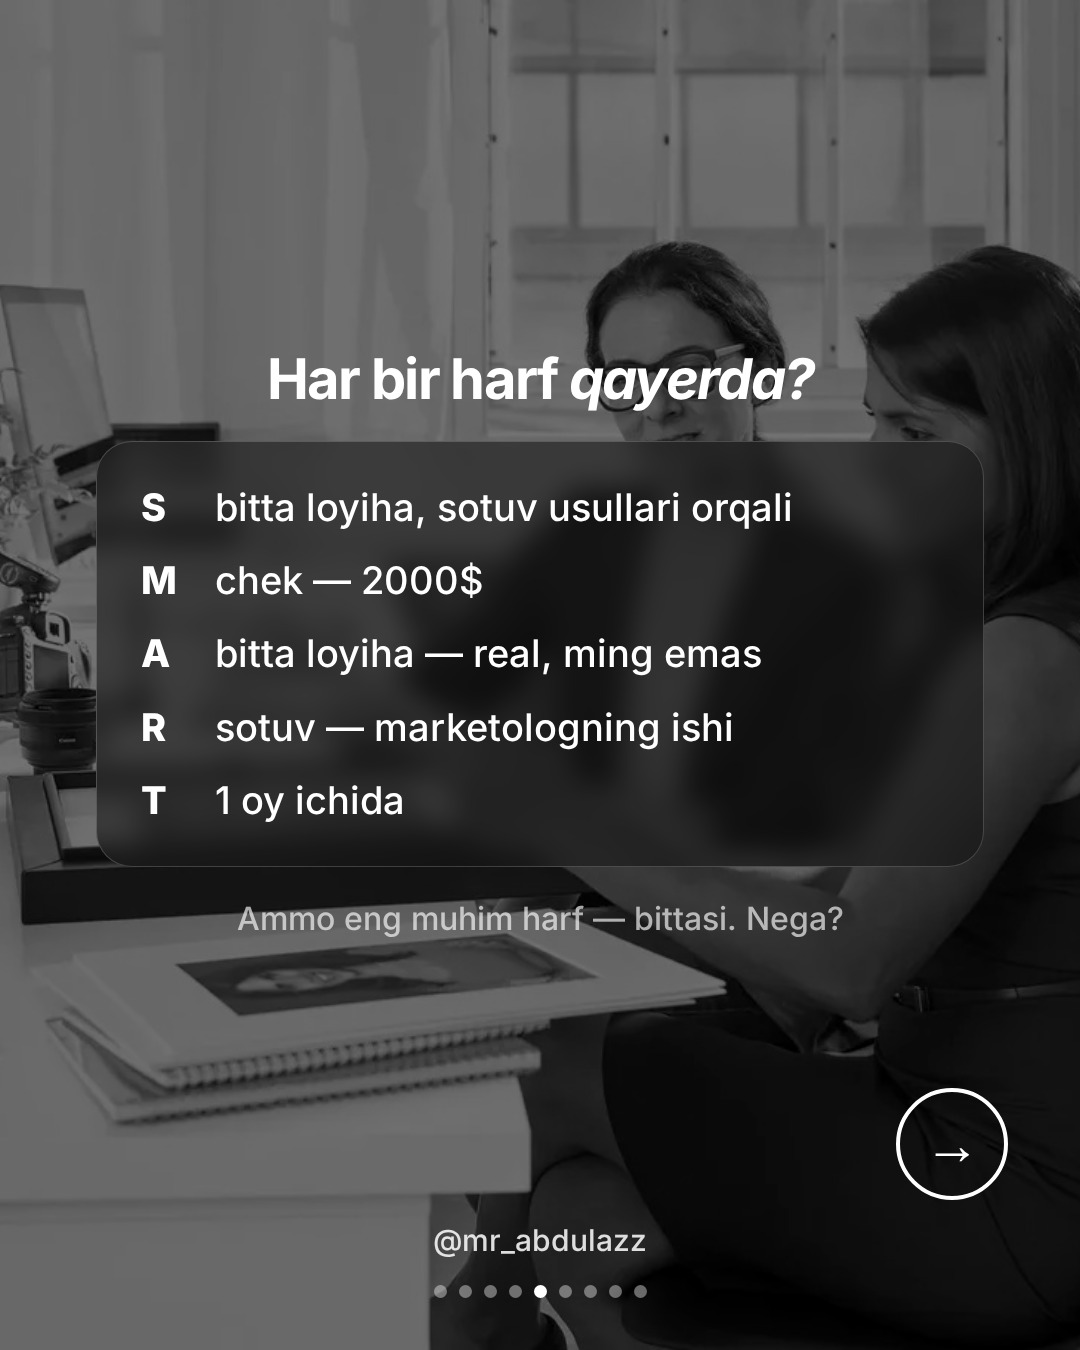 Har bir harf qayerda?
S bitta loyiha, sotuv usullari orqali
M chek — 2000$
A bitta loyiha — real, ming emas
R sotuv — marketologning ishi
T 1 oy ichida
Ammo eng muhim harf — bittasi. Nega?
→
@mr_abdulazz